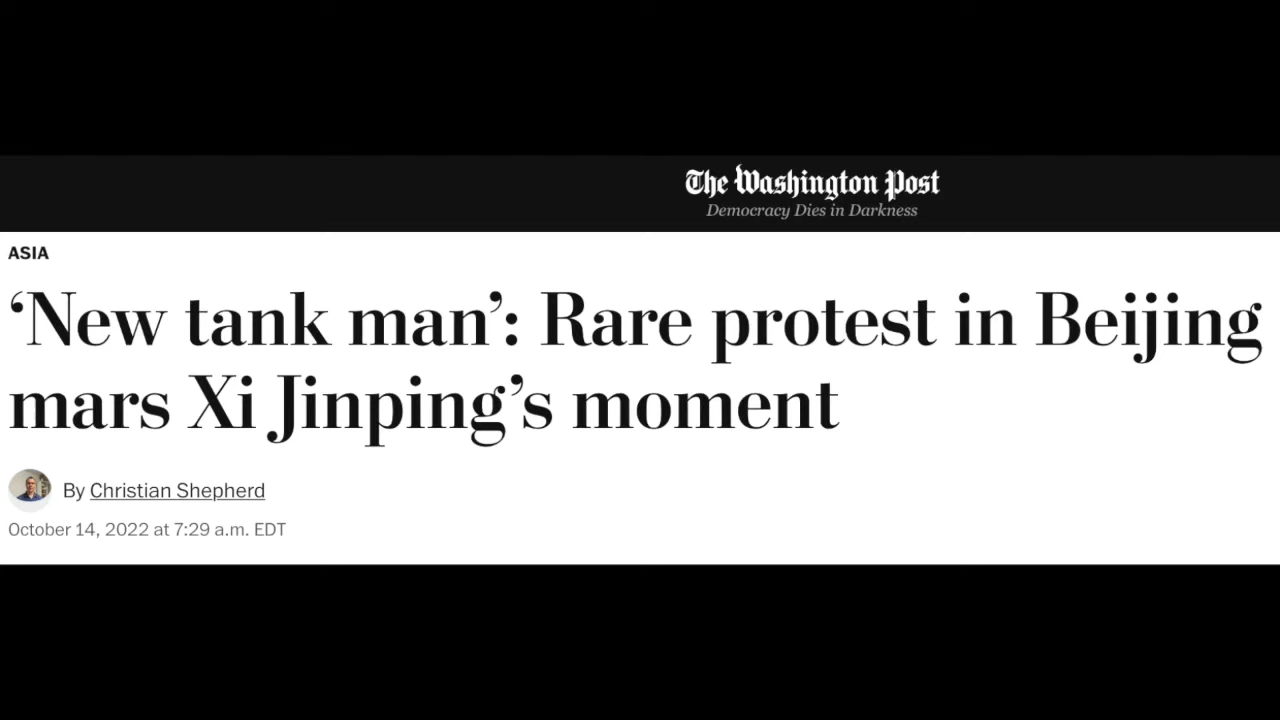 The Washington Post
Democracy Dies in Darkness
ASIA
‘New tank man’: Rare protest in Beijing
mars Xi Jinping’s moment
By Christian Shepherd
October 14, 2022 at 7:29 a.m. EDT